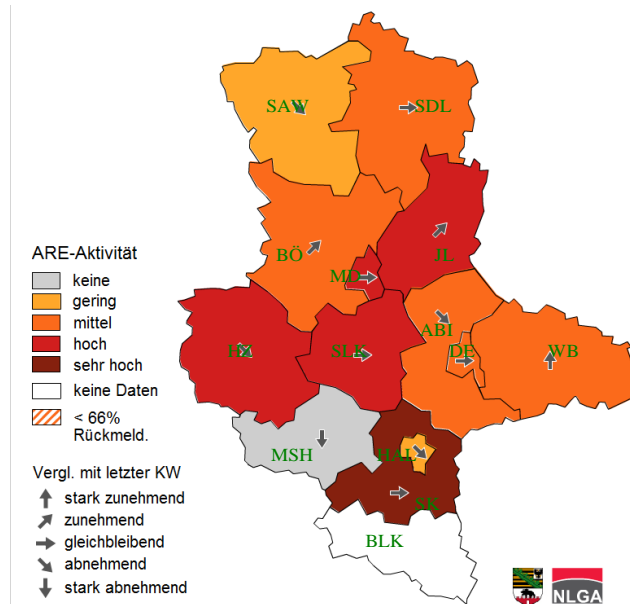 SAW
SDL
BÖ
MD
JL
HZ
SLK
ABI
DE
WB
MSH
HAL
SK
BLK
ARE-Aktivität
keine
gering
mittel
hoch
sehr hoch
keine Daten
< 66%
Rückmeld.
Vergl. mit letzter KW
stark zunehmend
zunehmend
gleichbleibend
abnehmend
stark abnehmend
NLGA